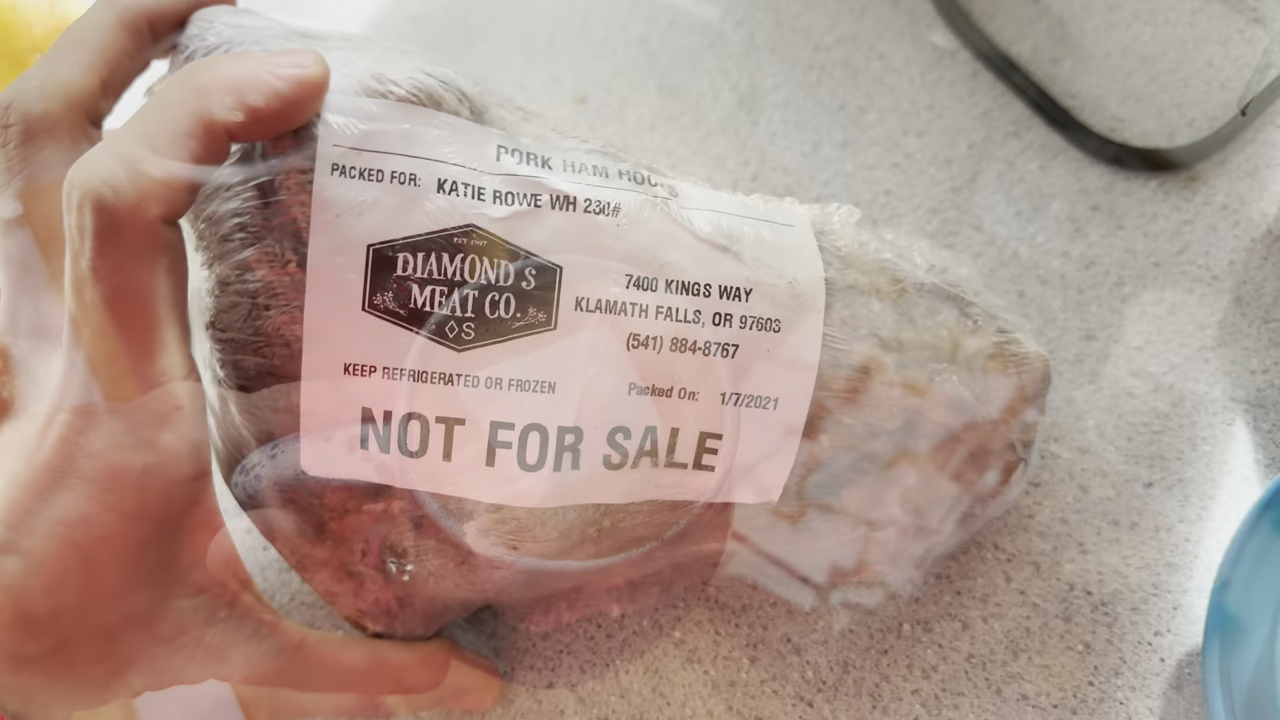 PORK HAM HOCKS
PACKED FOR: KATIE ROWE WH 230#
EST 1997
DIAMOND S
MEAT CO.
◇S
7400 KINGS WAY
KLAMATH FALLS, OR 97603
(541) 884-8767
KEEP REFRIGERATED OR FROZEN
Packed On: 1/7/2021
NOT FOR SALE